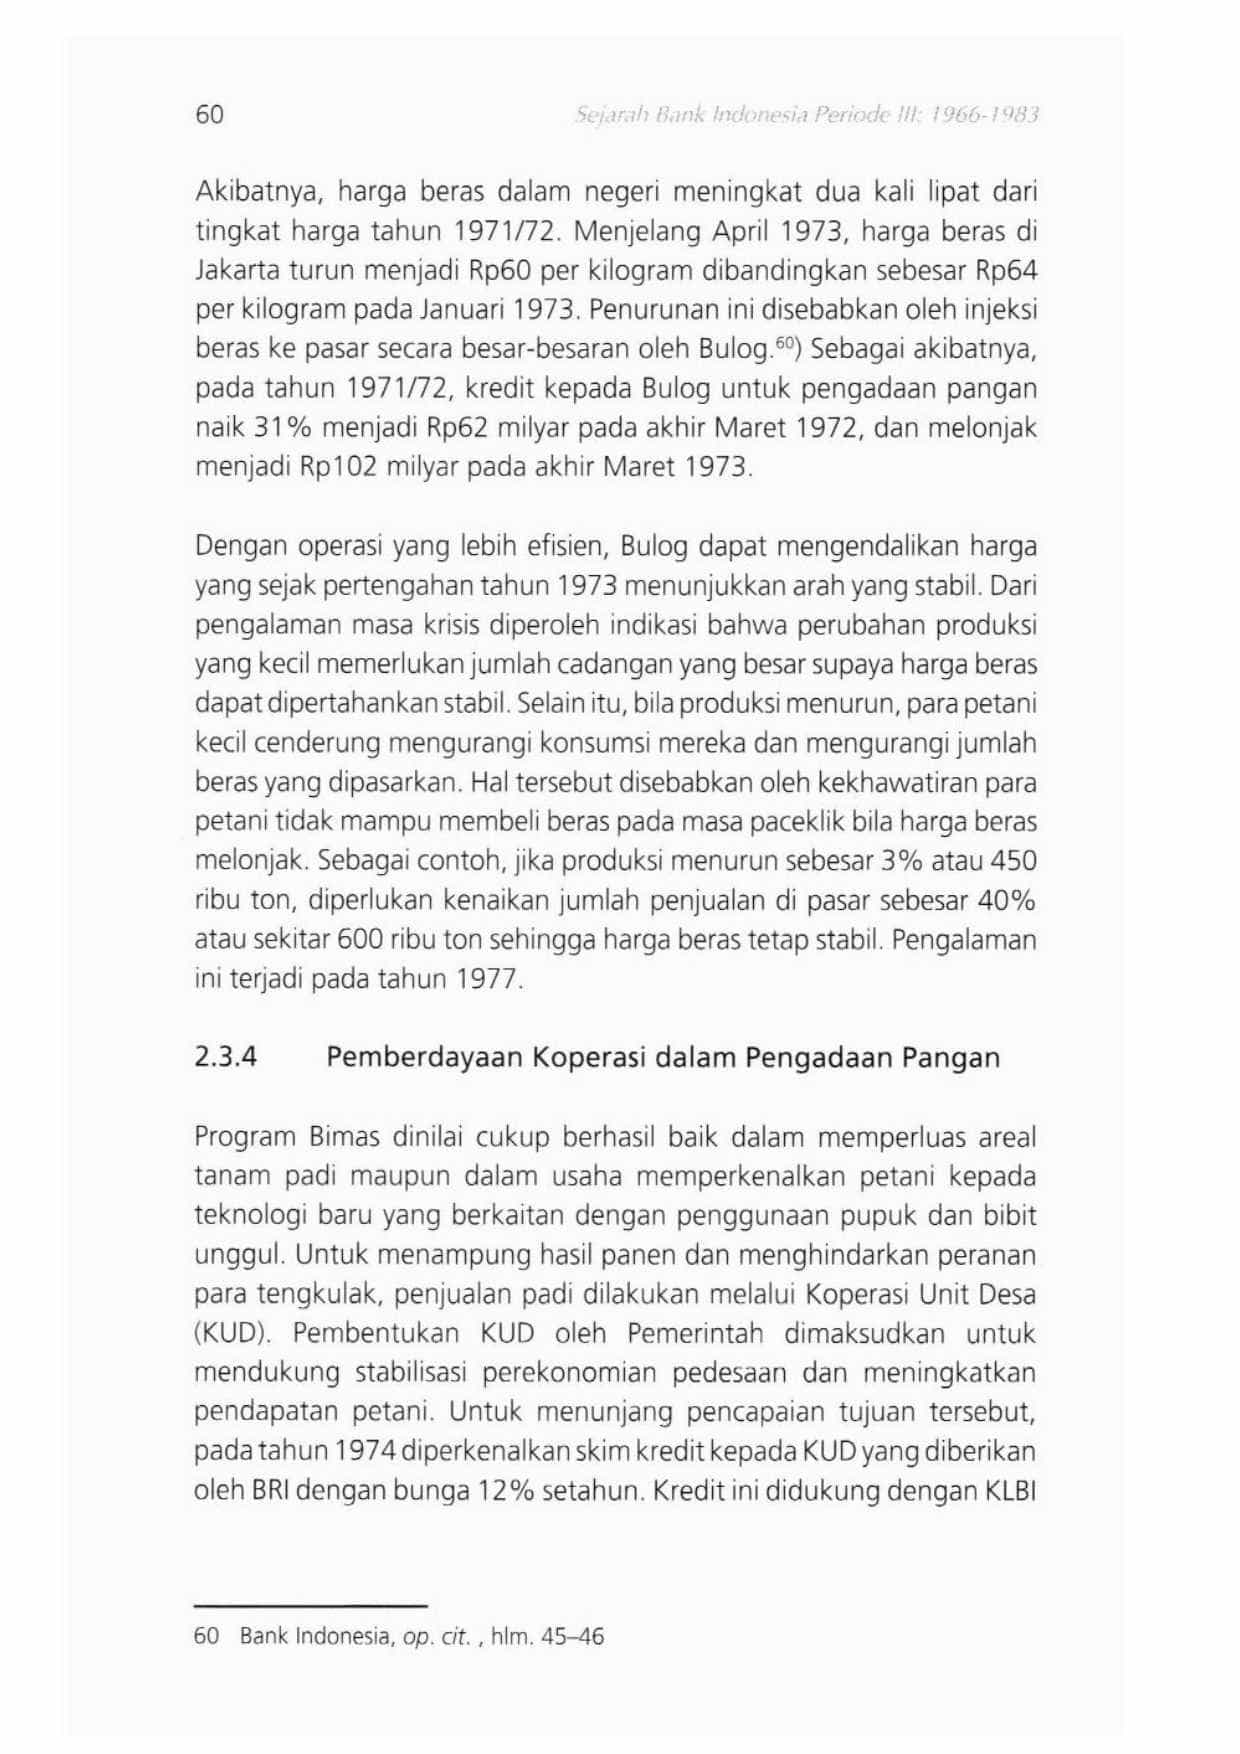 60
Sejarah Bank Indonesia Periode III: 1966-1983
Akibatnya, harga beras dalam negeri meningkat dua kali lipat dari
tingkat harga tahun 1971/72. Menjelang April 1973, harga beras di
Jakarta turun menjadi Rp60 per kilogram dibandingkan sebesar Rp64
per kilogram pada Januari 1973. Penurunan ini disebabkan oleh injeksi
beras ke pasar secara besar-besaran oleh Bulog.⁶⁰) Sebagai akibatnya,
pada tahun 1971/72, kredit kepada Bulog untuk pengadaan pangan
naik 31% menjadi Rp62 milyar pada akhir Maret 1972, dan melonjak
menjadi Rp102 milyar pada akhir Maret 1973.
Dengan operasi yang lebih efisien, Bulog dapat mengendalikan harga
yang sejak pertengahan tahun 1973 menunjukkan arah yang stabil. Dari
pengalaman masa krisis diperoleh indikasi bahwa perubahan produksi
yang kecil memerlukan jumlah cadangan yang besar supaya harga beras
dapat dipertahankan stabil. Selain itu, bila produksi menurun, para petani
kecil cenderung mengurangi konsumsi mereka dan mengurangi jumlah
beras yang dipasarkan. Hal tersebut disebabkan oleh kekhawatiran para
petani tidak mampu membeli beras pada masa paceklik bila harga beras
melonjak. Sebagai contoh, jika produksi menurun sebesar 3% atau 450
ribu ton, diperlukan kenaikan jumlah penjualan di pasar sebesar 40%
atau sekitar 600 ribu ton sehingga harga beras tetap stabil. Pengalaman
ini terjadi pada tahun 1977.
2.3.4 Pemberdayaan Koperasi dalam Pengadaan Pangan
Program Bimas dinilai cukup berhasil baik dalam memperluas areal
tanam padi maupun dalam usaha memperkenalkan petani kepada
teknologi baru yang berkaitan dengan penggunaan pupuk dan bibit
unggul. Untuk menampung hasil panen dan menghindarkan peranan
para tengkulak, penjualan padi dilakukan melalui Koperasi Unit Desa
(KUD). Pembentukan KUD oleh Pemerintah dimaksudkan untuk
mendukung stabilisasi perekonomian pedesaan dan meningkatkan
pendapatan petani. Untuk menunjang pencapaian tujuan tersebut,
pada tahun 1974 diperkenalkan skim kredit kepada KUD yang diberikan
oleh BRI dengan bunga 12% setahun. Kredit ini didukung dengan KLBI
60 Bank Indonesia, op. cit. , hlm. 45–46